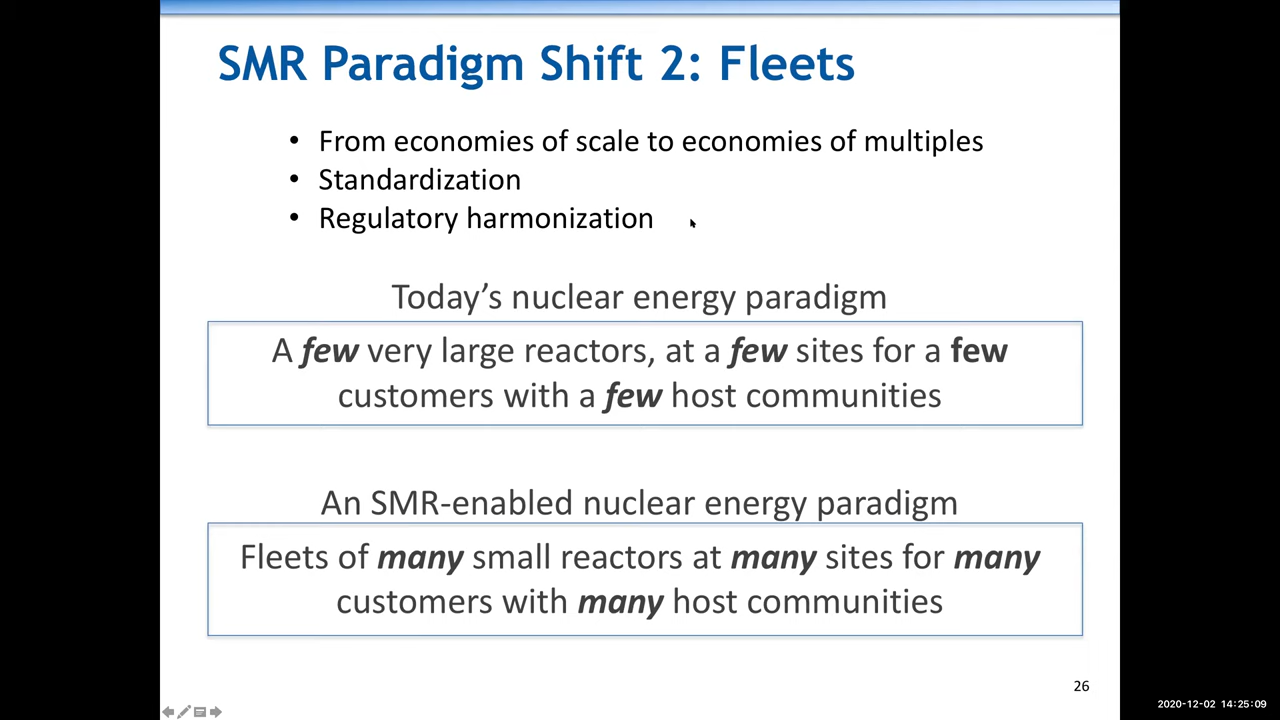 SMR Paradigm Shift 2: Fleets
• From economies of scale to economies of multiples
• Standardization
• Regulatory harmonization
Today’s nuclear energy paradigm
A few very large reactors, at a few sites for a few
customers with a few host communities
An SMR-enabled nuclear energy paradigm
Fleets of many small reactors at many sites for many
customers with many host communities
26
2020-12-02 14:25:09